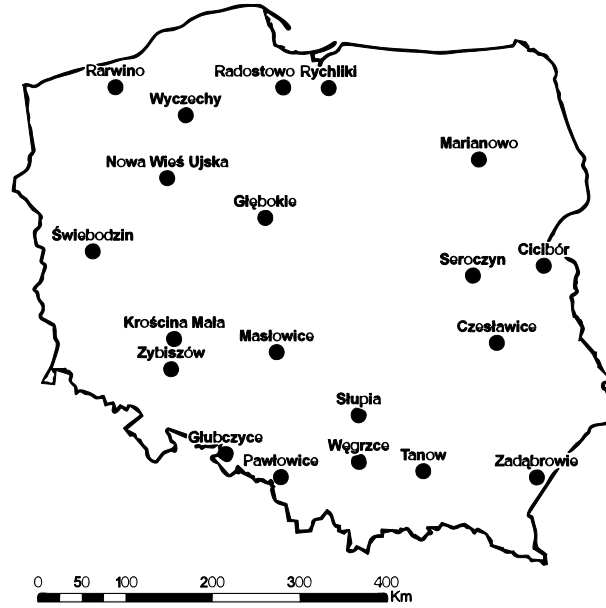 Rarwino
Radostowo Rychliki
Wyczechy
Marianowo
Nowa Wieś Ujska
Głębokie
Świebodzin
Cicibór
Seroczyn
Krościna Mała
Masłowice
Czesławice
Zybiszów
Słupia
Głubczyce
Węgrzce
Pawłowice
Tanow
Zadąbrowie
0 50 100 200 300 400
Km